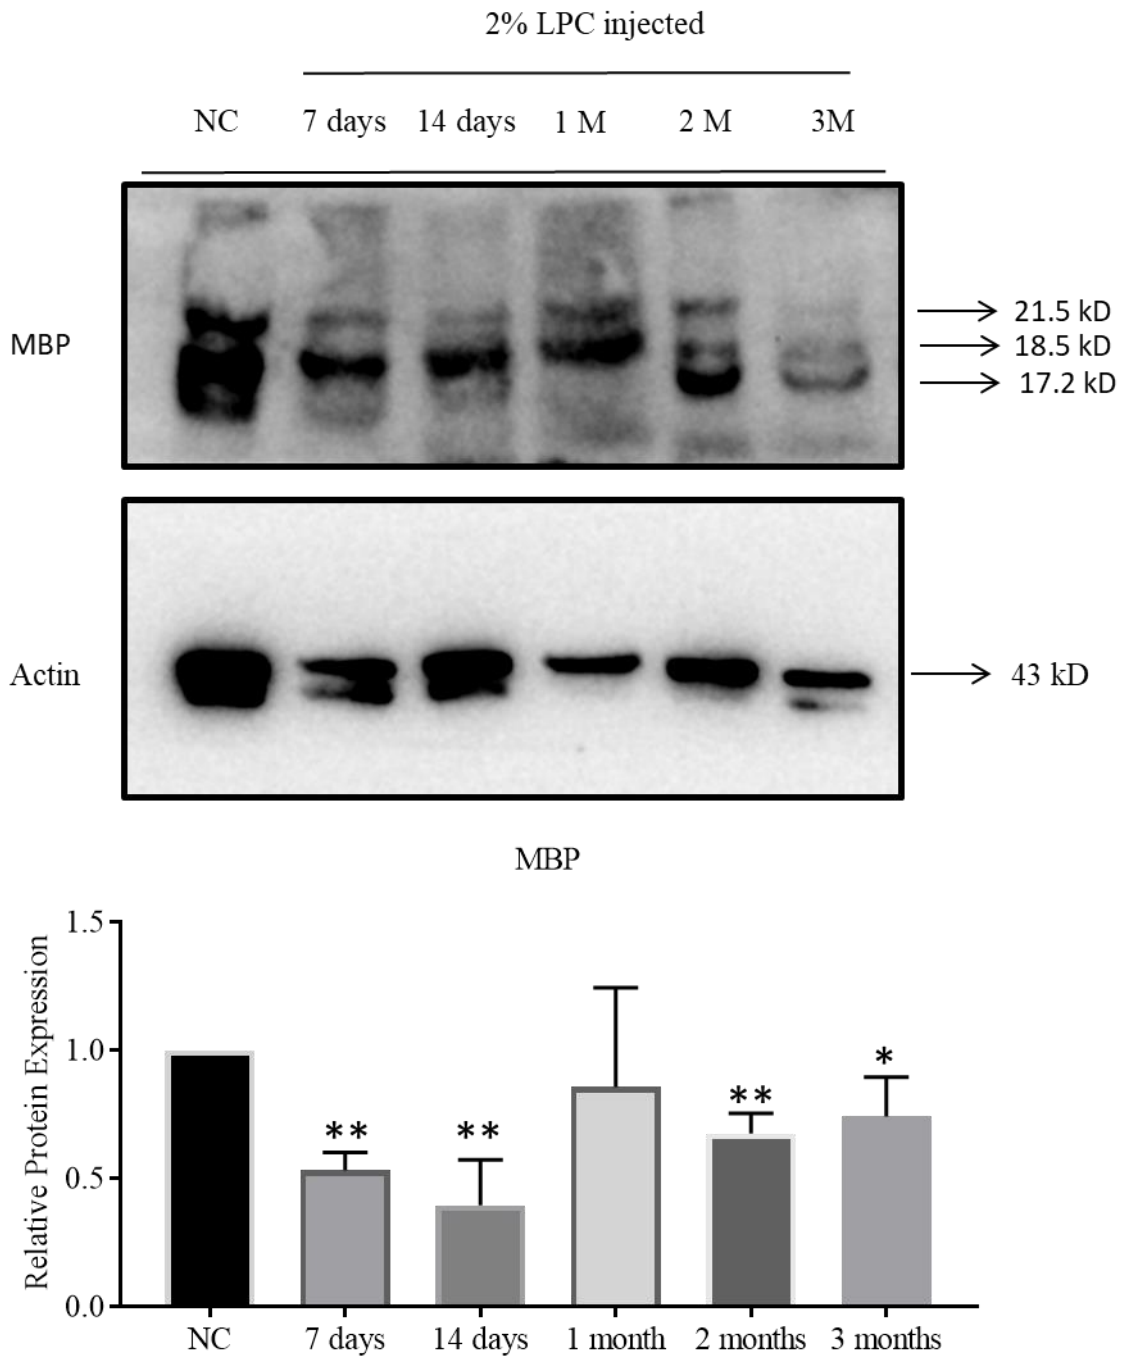 2% LPC injected
NC 7 days 14 days 1 M 2 M 3M
MBP
21.5 kD
18.5 kD
17.2 kD
Actin
43 kD
MBP
Relative Protein Expression
1.5
1.0
0.5
0.0
**
**
**
*
NC 7 days 14 days 1 month 2 months 3 months